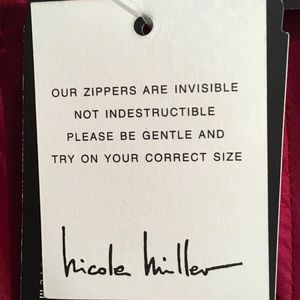 OUR ZIPPERS ARE INVISIBLE
NOT INDESTRUCTIBLE
PLEASE BE GENTLE AND
TRY ON YOUR CORRECT SIZE
nicole miller